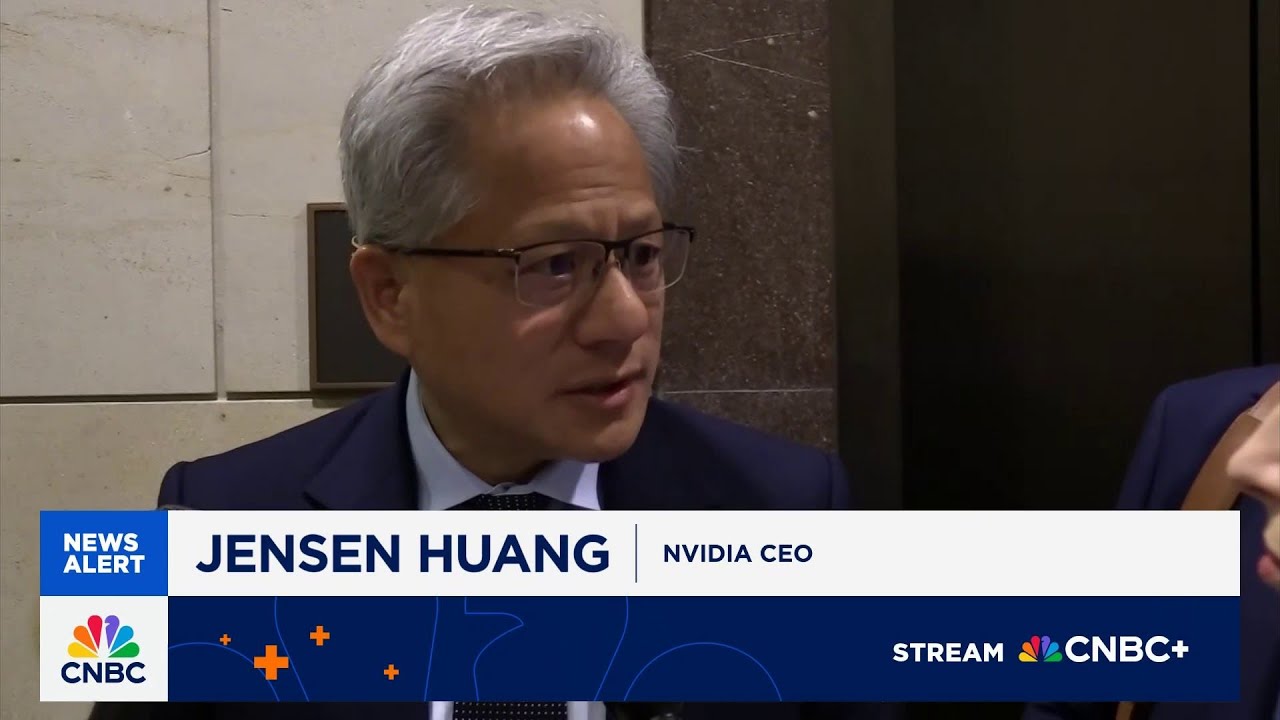 NEWS
ALERT
JENSEN HUANG
NVIDIA CEO
CNBC
STREAM CNBC+